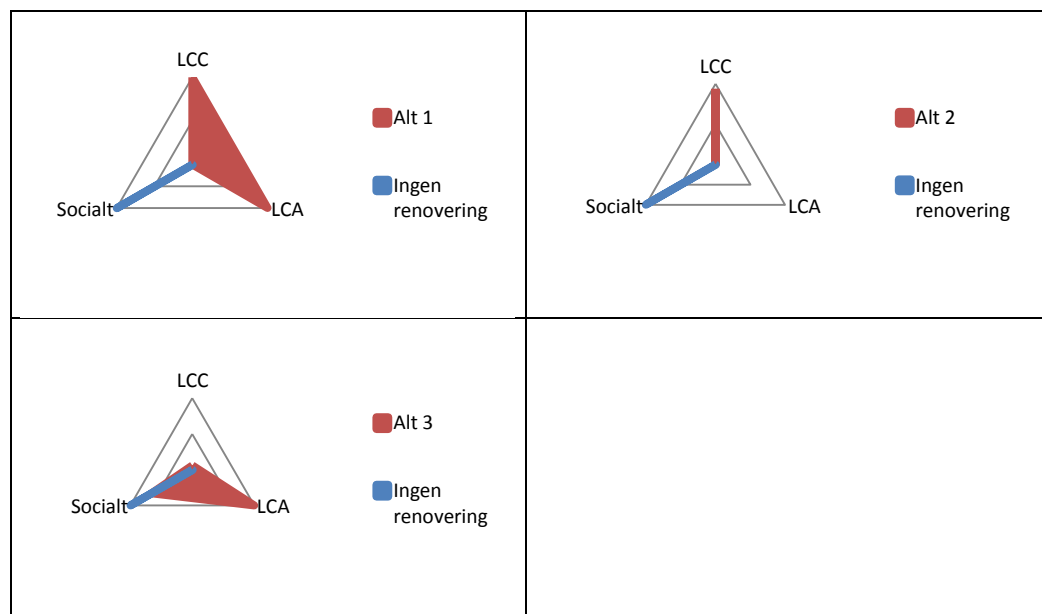 LCC
Alt 1
Ingen
renovering
Socialt
LCA
LCC
Alt 2
Ingen
renovering
Socialt
LCA
LCC
Alt 3
Ingen
renovering
Socialt
LCA